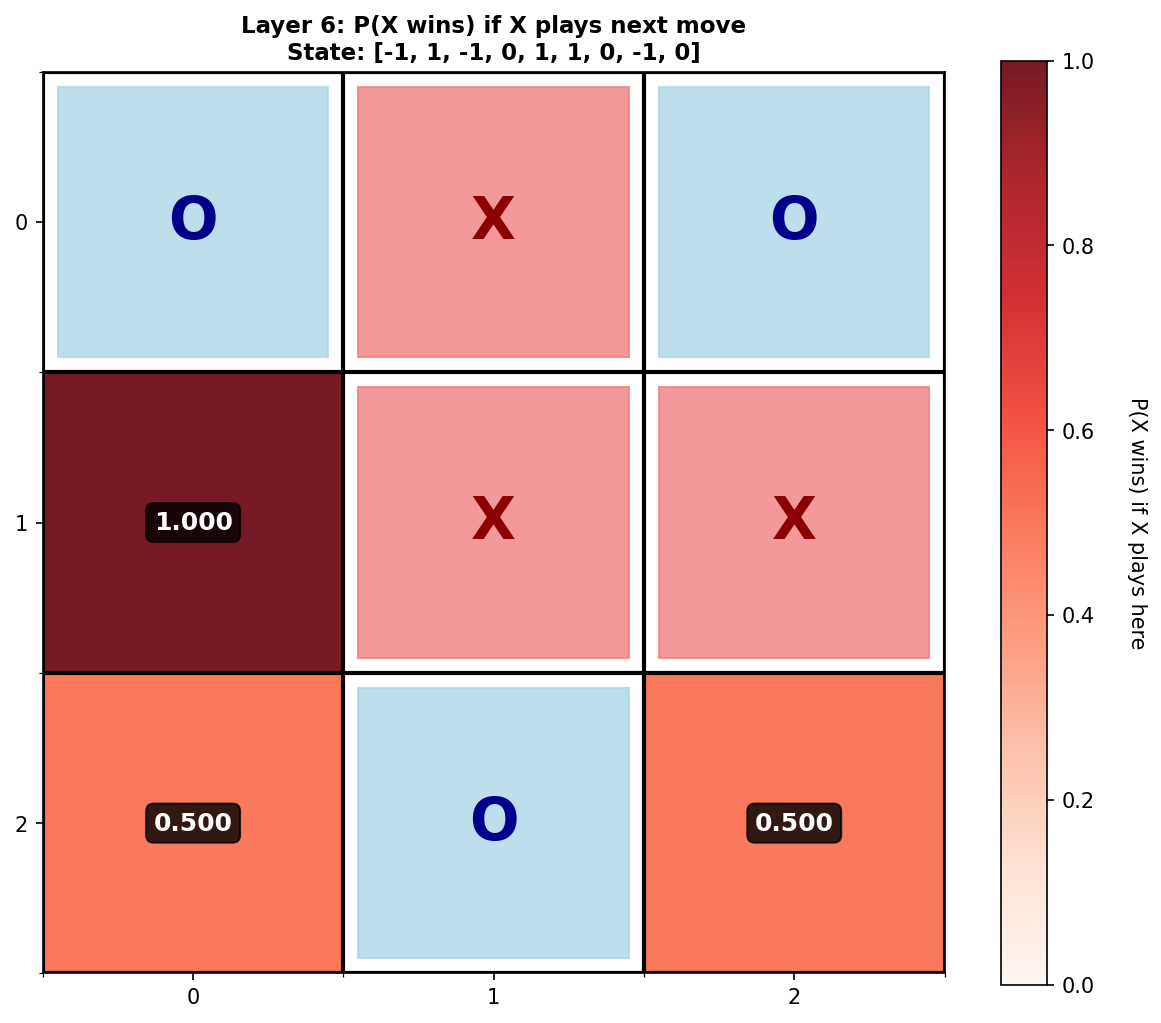 Layer 6: P(X wins) if X plays next move
State: [-1, 1, -1, 0, 1, 1, 0, -1, 0]
0
O
X
O
1
1.000
X
X
2
0.500
O
0.500
0
1
2
1.0
0.8
0.6
0.4
0.2
0.0
P(X wins) if X plays here